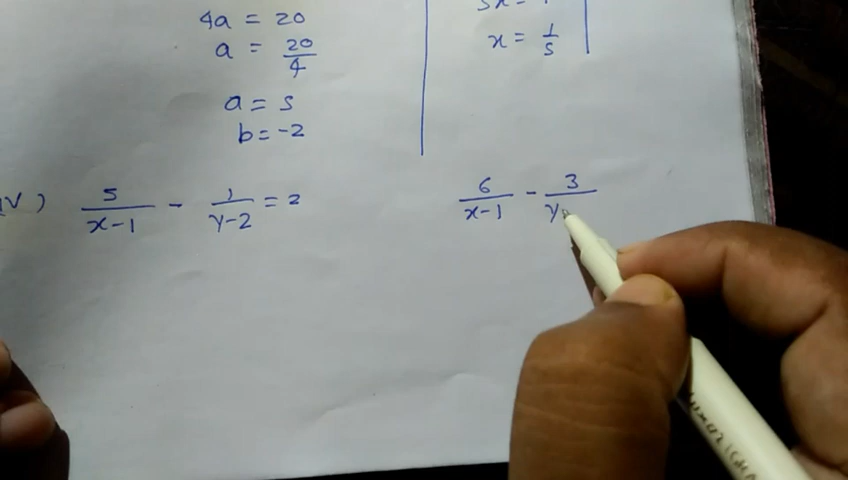 4a = 20
a = 20/4
a = 5
b = -2
x = 1/5
iv) 5/(x-1) - 1/(y-2) = 2
6/(x-1) - 3/y